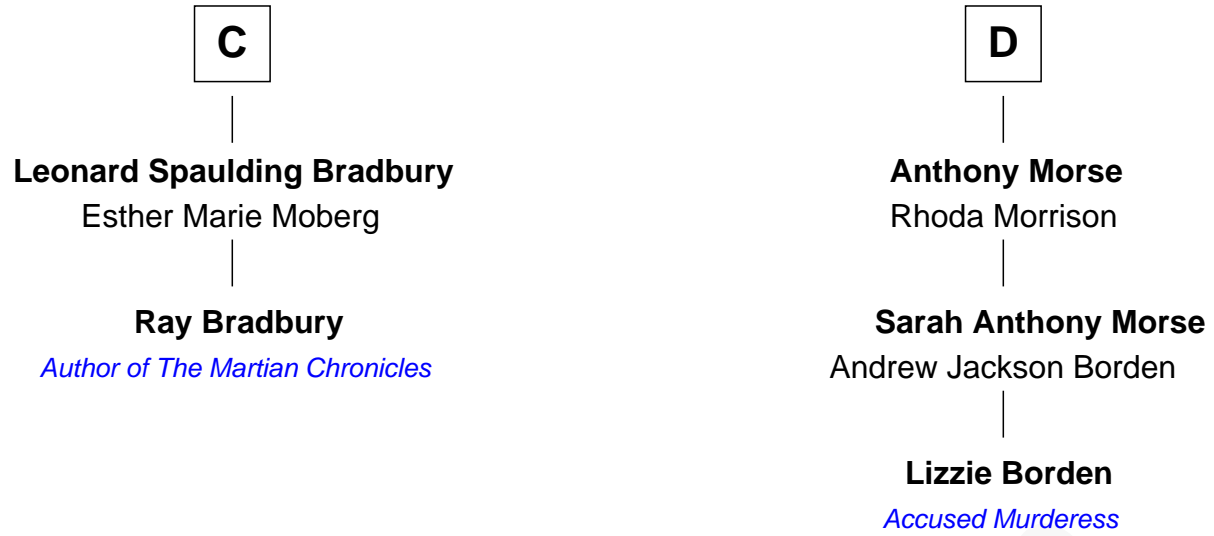 C
Leonard Spaulding Bradbury
Esther Marie Moberg
Ray Bradbury
Author of The Martian Chronicles
D
Anthony Morse
Rhoda Morrison
Sarah Anthony Morse
Andrew Jackson Borden
Lizzie Borden
Accused Murderess